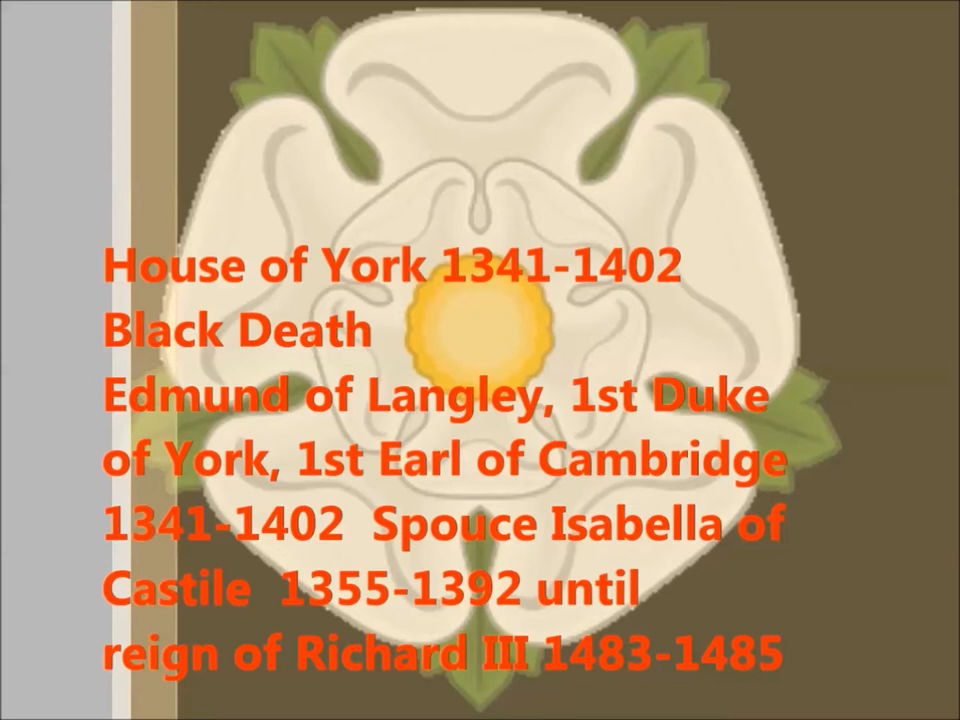 House of York 1341-1402
Black Death
Edmund of Langley, 1st Duke
of York, 1st Earl of Cambridge
1341-1402  Spouce Isabella of
Castile  1355-1392 until
reign of Richard III 1483-1485